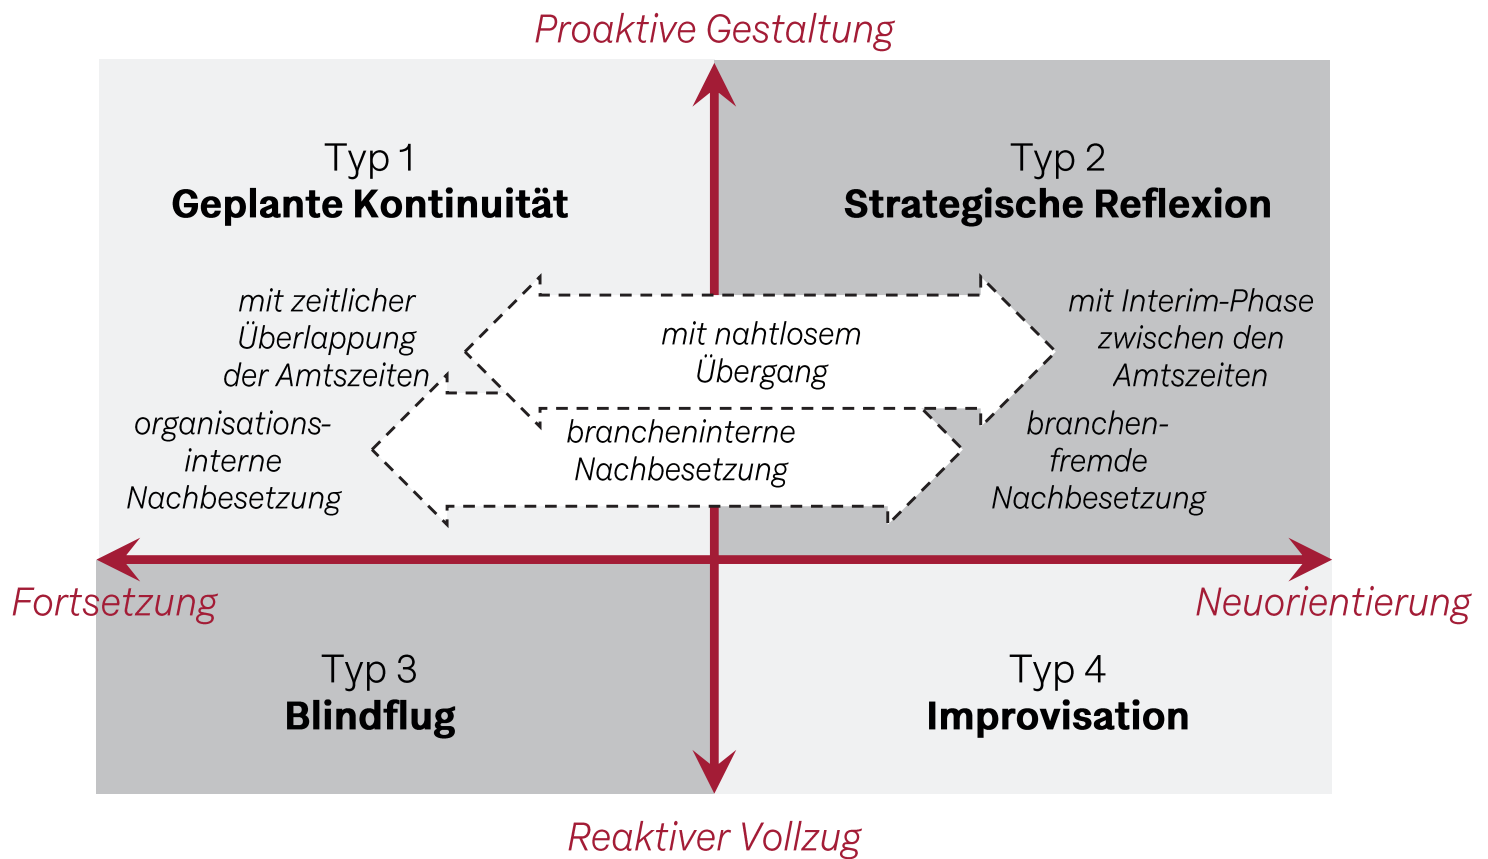 Proaktive Gestaltung
Typ 1
Geplante Kontinuität
Typ 2
Strategische Reflexion
mit zeitlicher
Überlappung
der Amtszeiten
mit nahtlosem
Übergang
mit Interim-Phase
zwischen den
Amtszeiten
organisations-
interne
Nachbesetzung
brancheninterne
Nachbesetzung
branchen-
fremde
Nachbesetzung
Fortsetzung
Neuorientierung
Typ 3
Blindflug
Typ 4
Improvisation
Reaktiver Vollzug